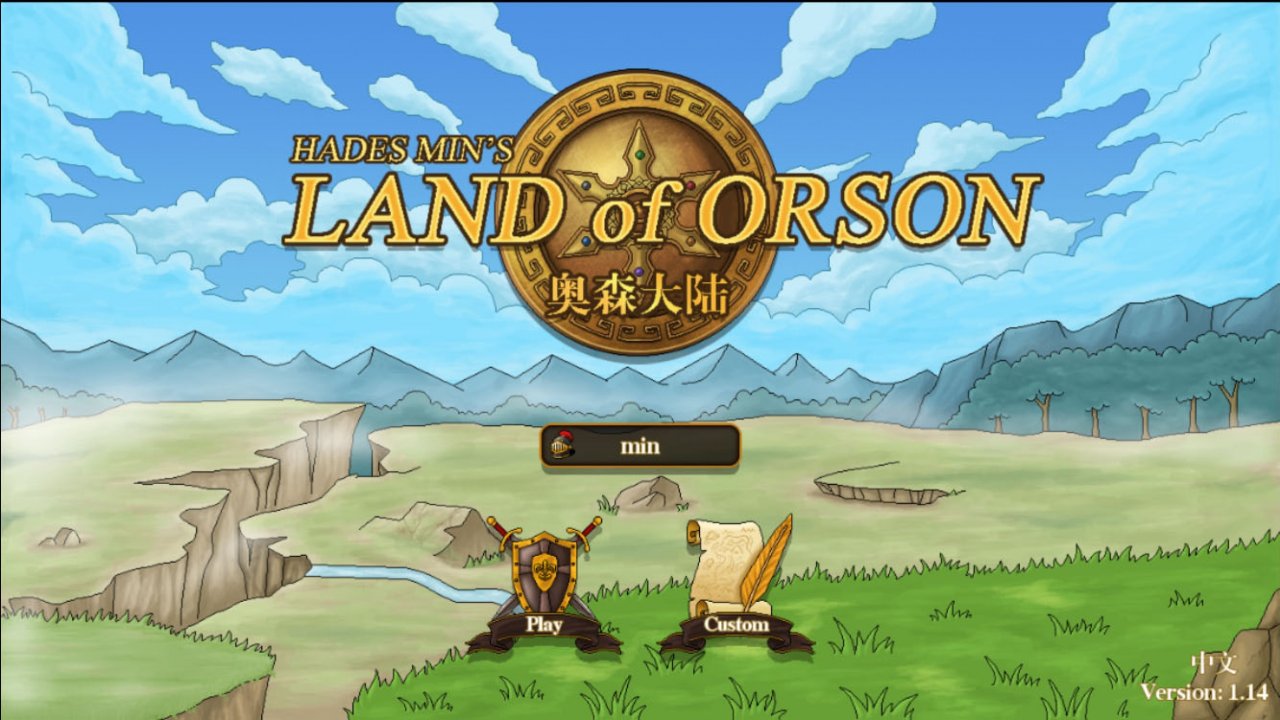 HADES MIN'S
LAND of ORSON
奥森大陆
min
Play
Custom
中文
Version: 1.14